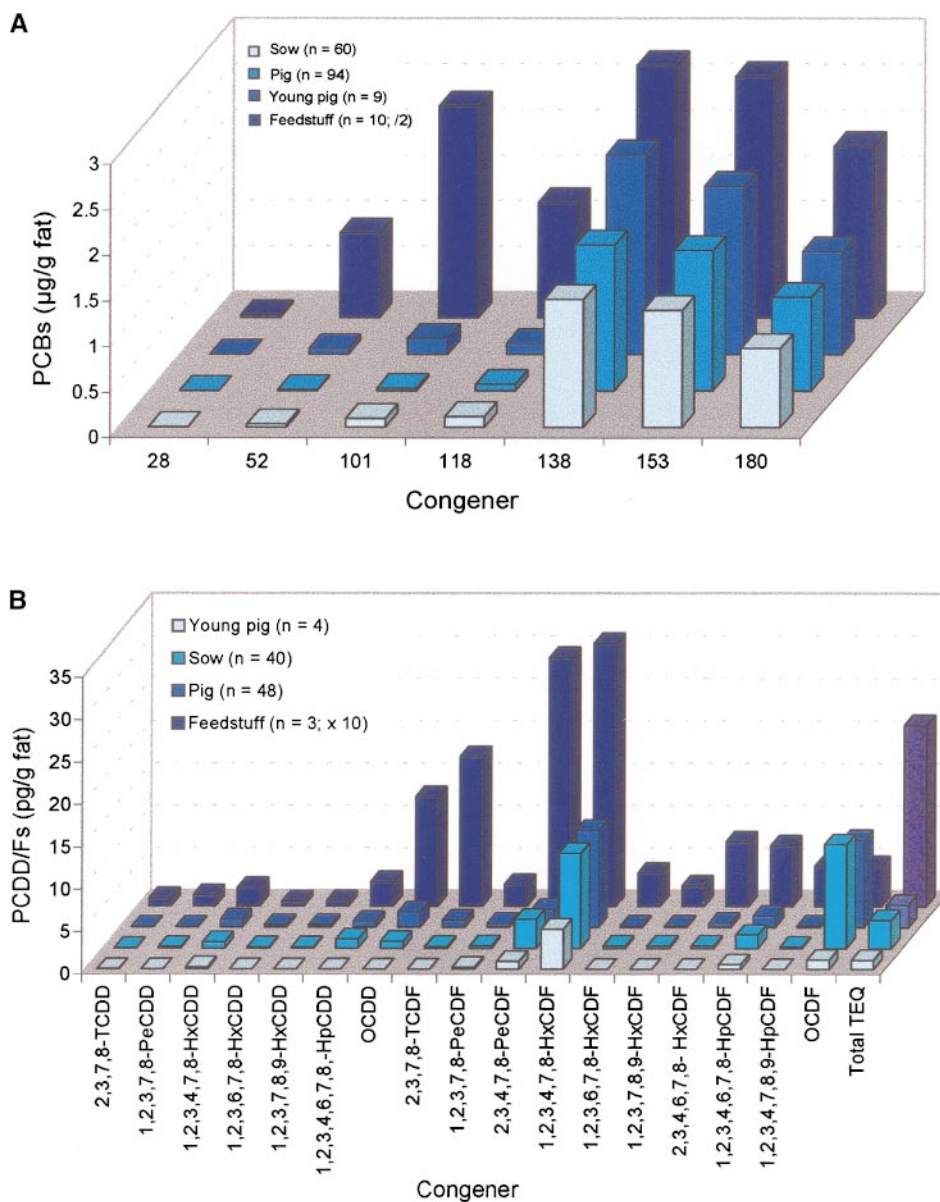 A
Sow (n = 60)
Pig (n = 94)
Young pig (n = 9)
Feedstuff (n = 10; /2)
PCBs (µg/g fat)
3
2.5
2
1.5
1
0.5
0
28 52 101 118 138 153 180
Congener
B
Young pig (n = 4)
Sow (n = 40)
Pig (n = 48)
Feedstuff (n = 3; x 10)
PCDD/Fs (pg/g fat)
35
30
25
20
15
10
5
0
2,3,7,8-TCDD
1,2,3,7,8-PeCDD
1,2,3,4,7,8-HxCDD
1,2,3,6,7,8-HxCDD
1,2,3,7,8,9-HxCDD
1,2,3,4,6,7,8,-HpCDD
OCDD
2,3,7,8-TCDF
1,2,3,7,8-PeCDF
2,3,4,7,8-PeCDF
1,2,3,4,7,8-HxCDF
1,2,3,6,7,8-HxCDF
1,2,3,7,8,9-HxCDF
2,3,4,6,7,8- HxCDF
1,2,3,4,6,7,8-HpCDF
1,2,3,4,7,8,9-HpCDF
OCDF
Total TEQ
Congener